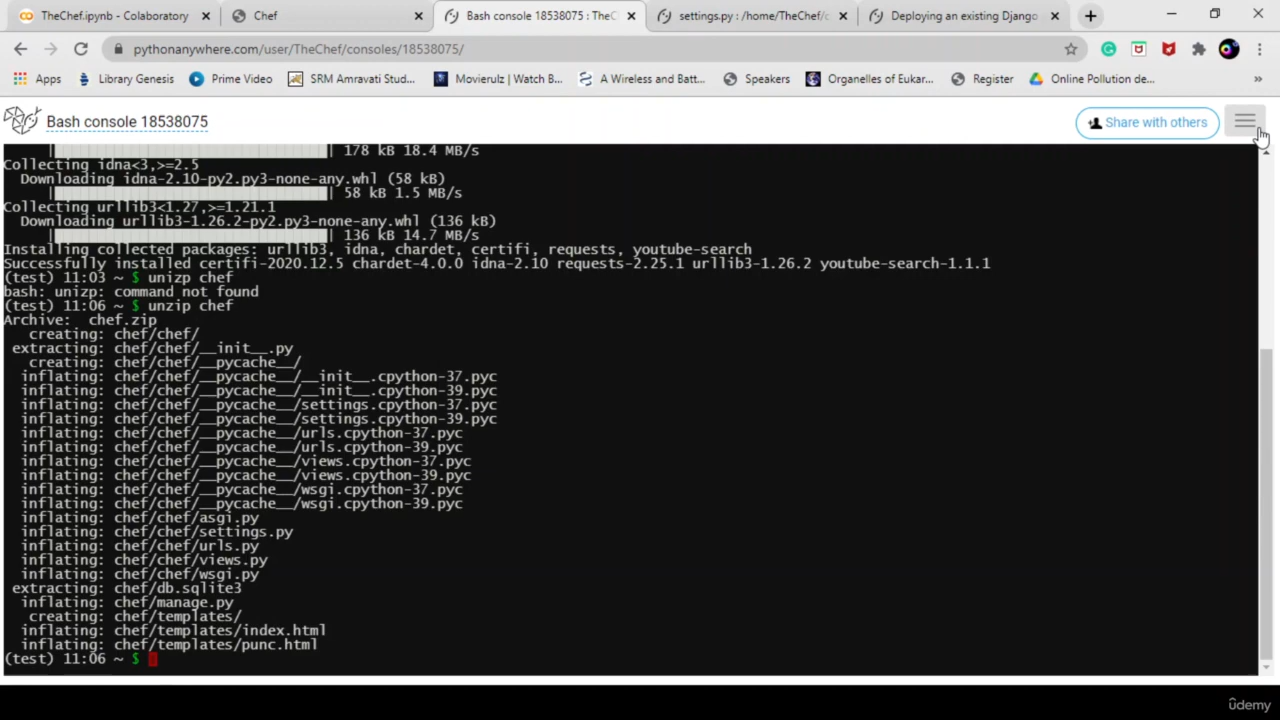 TheChef.ipynb - Colaboratory
Chef
Bash console 18538075 : TheC
settings.py : /home/TheChef/c
Deploying an existing Django
pythonanywhere.com/user/TheChef/consoles/18538075/
Apps
Library Genesis
Prime Video
SRM Amravati Stud...
Movierulz | Watch B...
A Wireless and Batt...
Speakers
Organelles of Eukar...
Register
Online Pollution de...
»
Bash console 18538075
Share with others
|████████████████████████████████| 178 kB 18.4 MB/s
Collecting idna<3,>=2.5
Downloading idna-2.10-py2.py3-none-any.whl (58 kB)
|████████████████████████████████| 58 kB 1.5 MB/s
Collecting urllib3<1.27,>=1.21.1
Downloading urllib3-1.26.2-py2.py3-none-any.whl (136 kB)
|████████████████████████████████| 136 kB 14.7 MB/s
Installing collected packages: urllib3, idna, chardet, certifi, requests, youtube-search
Successfully installed certifi-2020.12.5 chardet-4.0.0 idna-2.10 requests-2.25.1 urllib3-1.26.2 youtube-search-1.1.1
(test) 11:03 ~ $ unizp chef
bash: unizp: command not found
(test) 11:06 ~ $ unzip chef
Archive:  chef.zip
creating: chef/chef/
extracting: chef/chef/__init__.py
creating: chef/chef/__pycache__/
inflating: chef/chef/__pycache__/__init__.cpython-37.pyc
inflating: chef/chef/__pycache__/__init__.cpython-39.pyc
inflating: chef/chef/__pycache__/settings.cpython-37.pyc
inflating: chef/chef/__pycache__/settings.cpython-39.pyc
inflating: chef/chef/__pycache__/urls.cpython-37.pyc
inflating: chef/chef/__pycache__/urls.cpython-39.pyc
inflating: chef/chef/__pycache__/views.cpython-37.pyc
inflating: chef/chef/__pycache__/views.cpython-39.pyc
inflating: chef/chef/__pycache__/wsgi.cpython-37.pyc
inflating: chef/chef/__pycache__/wsgi.cpython-39.pyc
inflating: chef/chef/asgi.py
inflating: chef/chef/settings.py
inflating: chef/chef/urls.py
inflating: chef/chef/views.py
inflating: chef/chef/wsgi.py
extracting: chef/db.sqlite3
inflating: chef/manage.py
creating: chef/templates/
inflating: chef/templates/index.html
inflating: chef/templates/punc.html
(test) 11:06 ~ $
ûdemy